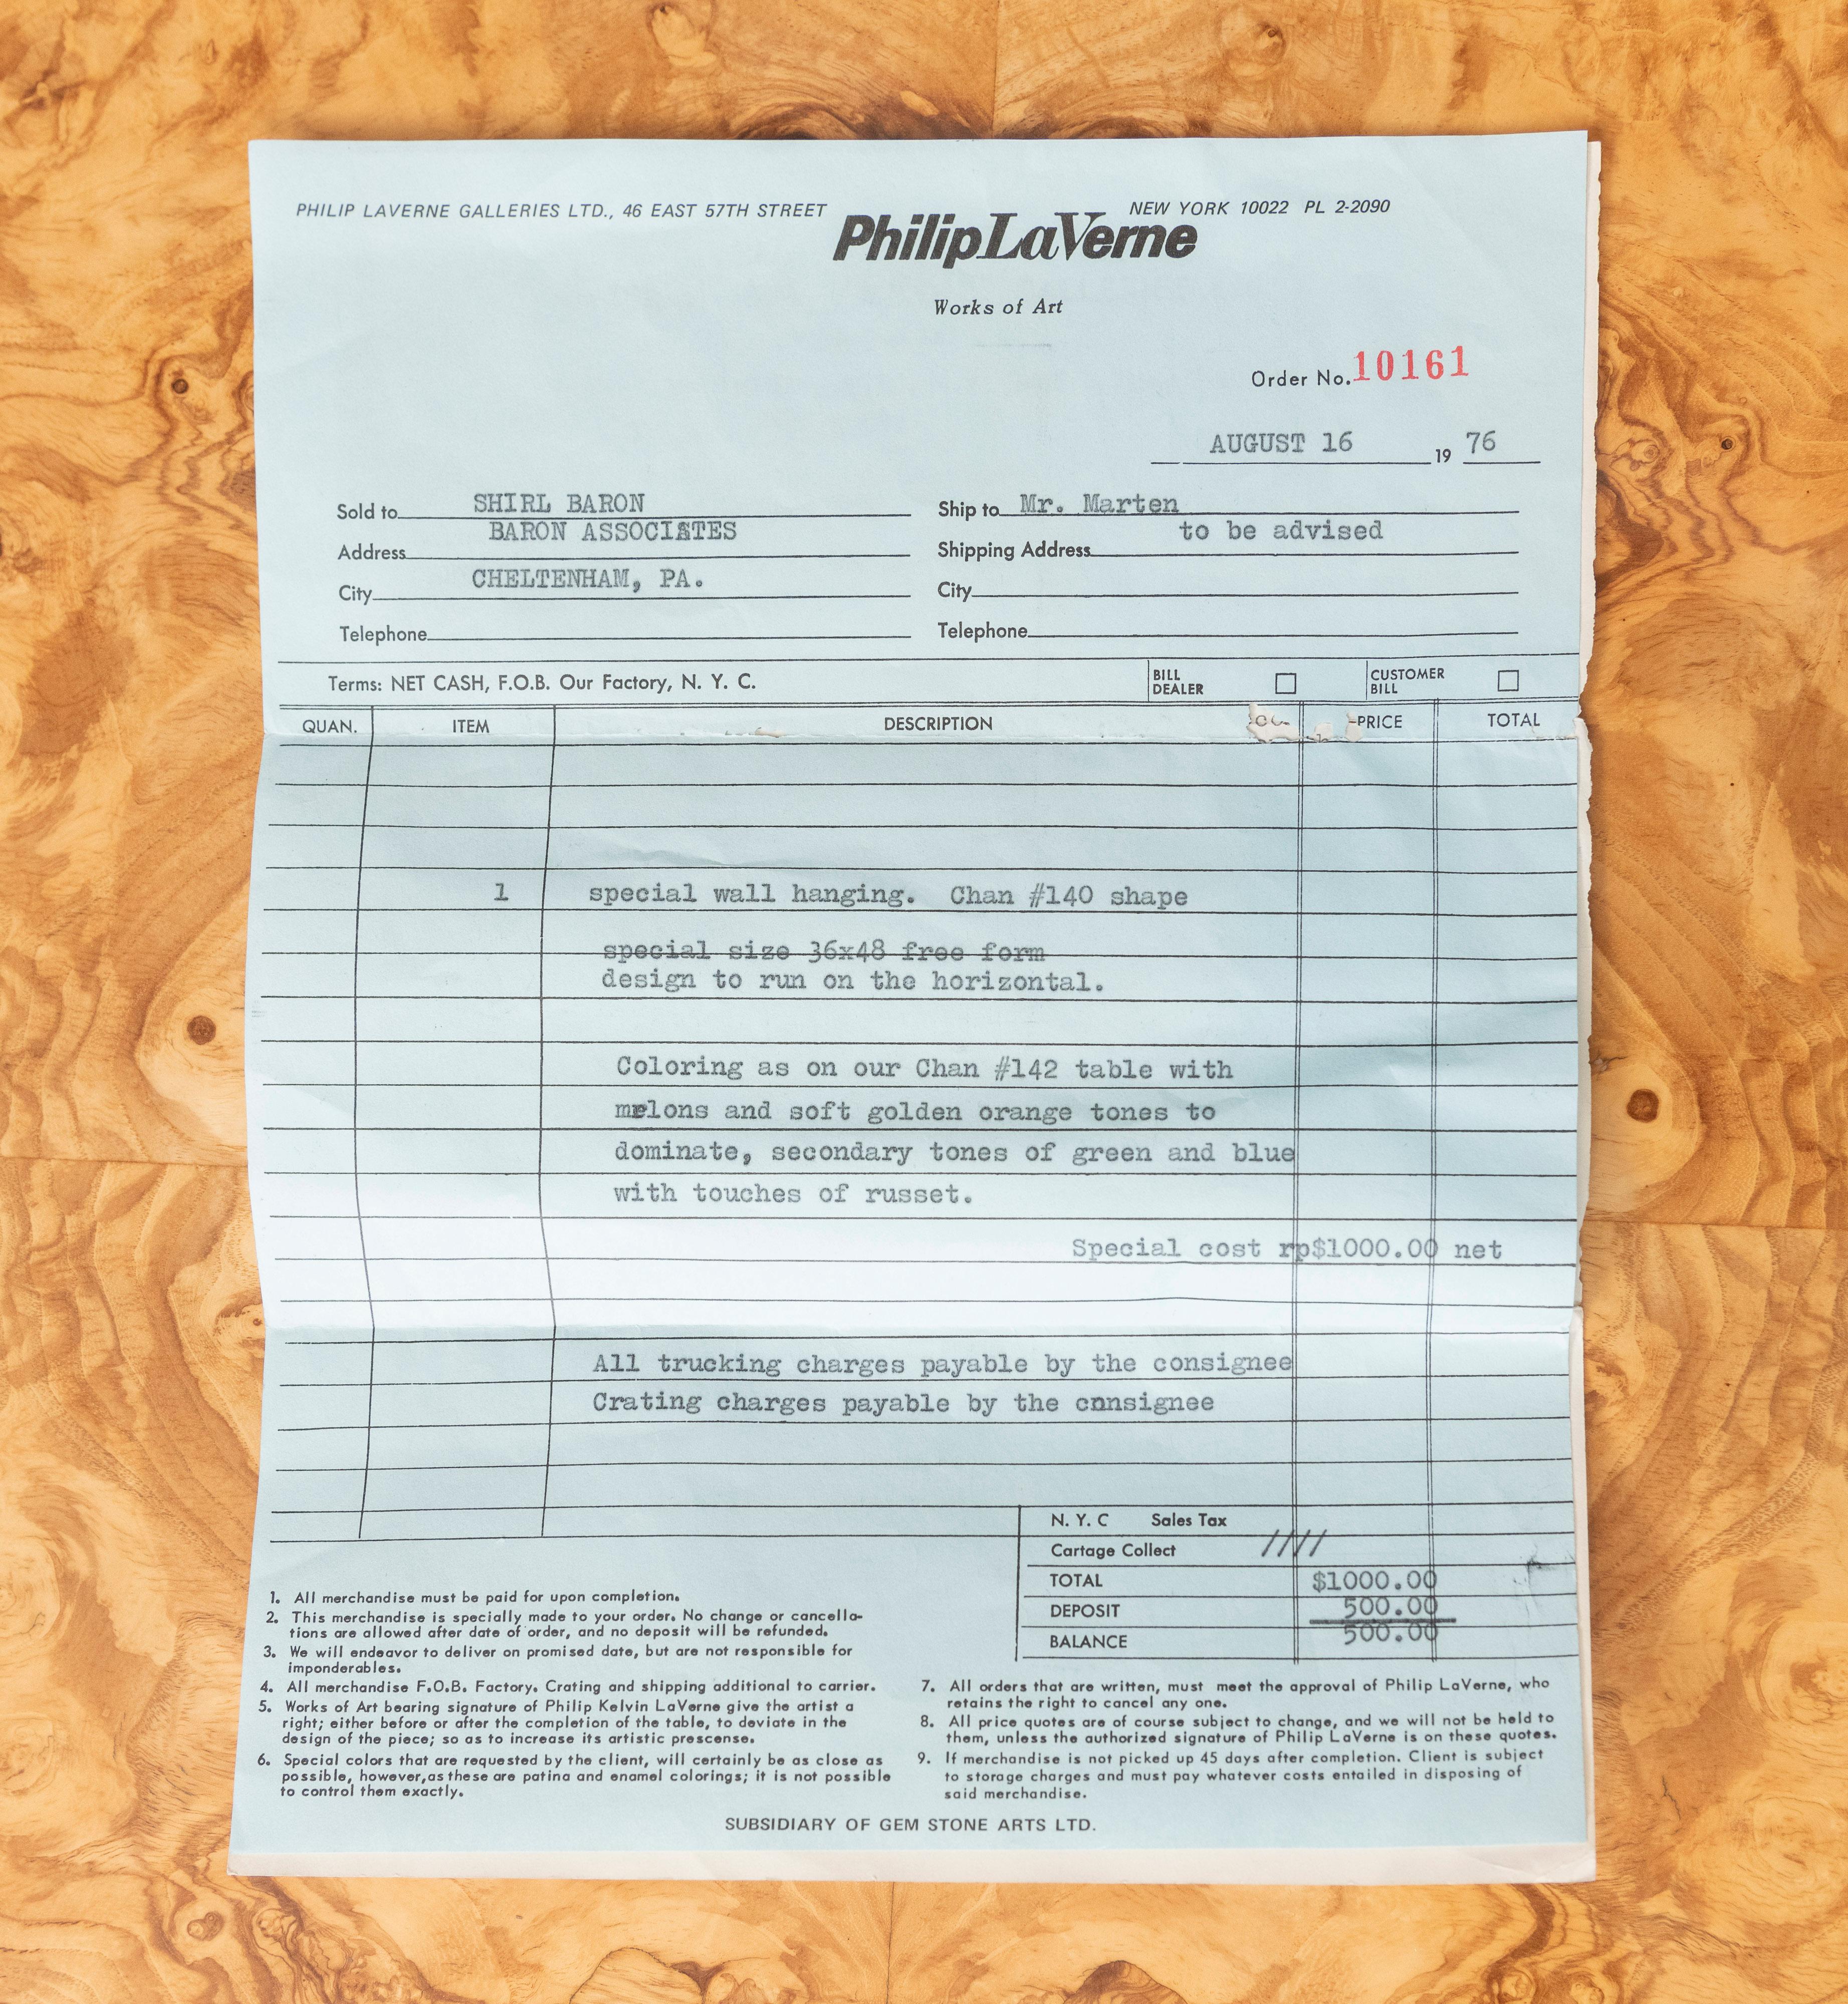 PHILIP LAVERNE GALLERIES LTD., 46 EAST 57TH STREET NEW YORK 10022 PL 2-2090
Philip LaVerne
Works of Art
Order No. 10161
AUGUST 16 19 76
Sold to SHIRL BARON Ship to Mr. Marten
Address BARON ASSOCIATES Shipping Address to be advised
City CHELTENHAM, PA. City
Telephone Telephone
Terms: NET CASH, F.O.B. Our Factory, N. Y. C. BILL DEALER CUSTOMER BILL
QUAN. ITEM DESCRIPTION PRICE TOTAL
1 special wall hanging. Chan #140 shape
special size 36x48 free form
design to run on the horizontal.
Coloring as on our Chan #142 table with
melons and soft golden orange tones to
dominate, secondary tones of green and blue
with touches of russet.
Special cost rp$1000.00 net
All trucking charges payable by the consignee
Crating charges payable by the cnnsignee
N. Y. C Sales Tax
Cartage Collect ////
TOTAL $1000.00
DEPOSIT 500.00
BALANCE 500.00
1. All merchandise must be paid for upon completion.
2. This merchandise is specially made to your order. No change or cancella-
tions are allowed after date of order, and no deposit will be refunded.
3. We will endeavor to deliver on promised date, but are not responsible for
imponderables.
4. All merchandise F.O.B. Factory. Crating and shipping additional to carrier.
5. Works of Art bearing signature of Philip Kelvin LaVerne give the artist a
right; either before or after the completion of the table, to deviate in the
design of the piece; so as to increase its artistic prescense.
6. Special colors that are requested by the client, will certainly be as close as
possible, however,as these are patina and enamel colorings; it is not possible
to control them exactly.
7. All orders that are written, must meet the approval of Philip LaVerne, who
retains the right to cancel any one.
8. All price quotes are of course subject to change, and we will not be held to
them, unless the authorized signature of Philip LaVerne is on these quotes.
9. If merchandise is not picked up 45 days after completion. Client is subject
to storage charges and must pay whatever costs entailed in disposing of
said merchandise.
SUBSIDIARY OF GEM STONE ARTS LTD.